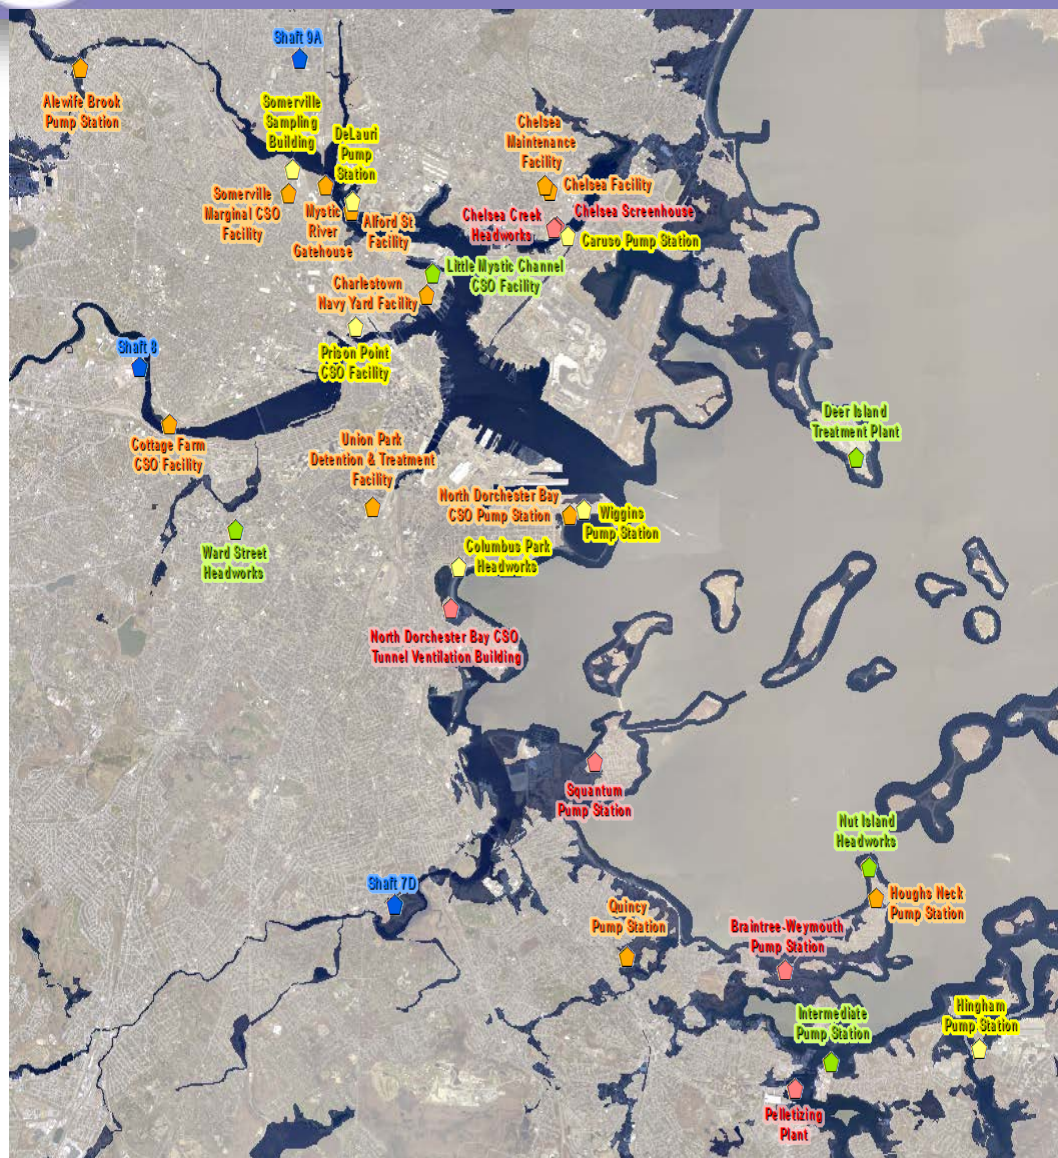 Shaft 9A
Alewife Brook
Pump Station
Somerville
Sampling
Building
DeLauri
Pump
Station
Chelsea
Maintenance
Facility
Chelsea Facility
Somerville
Marginal CSO
Facility
Mystic
River
Gatehouse
Alford St
Facility
Chelsea Creek
Headworks
Chelsea Screenhouse
Caruso Pump Station
Little Mystic Channel
CSO Facility
Charlestown
Navy Yard Facility
Shaft 8
Prison Point
CSO Facility
Deer Island
Treatment Plant
Cottage Farm
CSO Facility
Union Park
Detention & Treatment
Facility
North Dorchester Bay
CSO Pump Station
Wiggins
Pump Station
Ward Street
Headworks
Columbus Park
Headworks
North Dorchester Bay CSO
Tunnel Ventilation Building
Squantum
Pump Station
Nut Island
Headworks
Shaft 7D
Houghs Neck
Pump Station
Quincy
Pump Station
Braintree-Weymouth
Pump Station
Intermediate
Pump Station
Hingham
Pump Station
Pelletizing
Plant